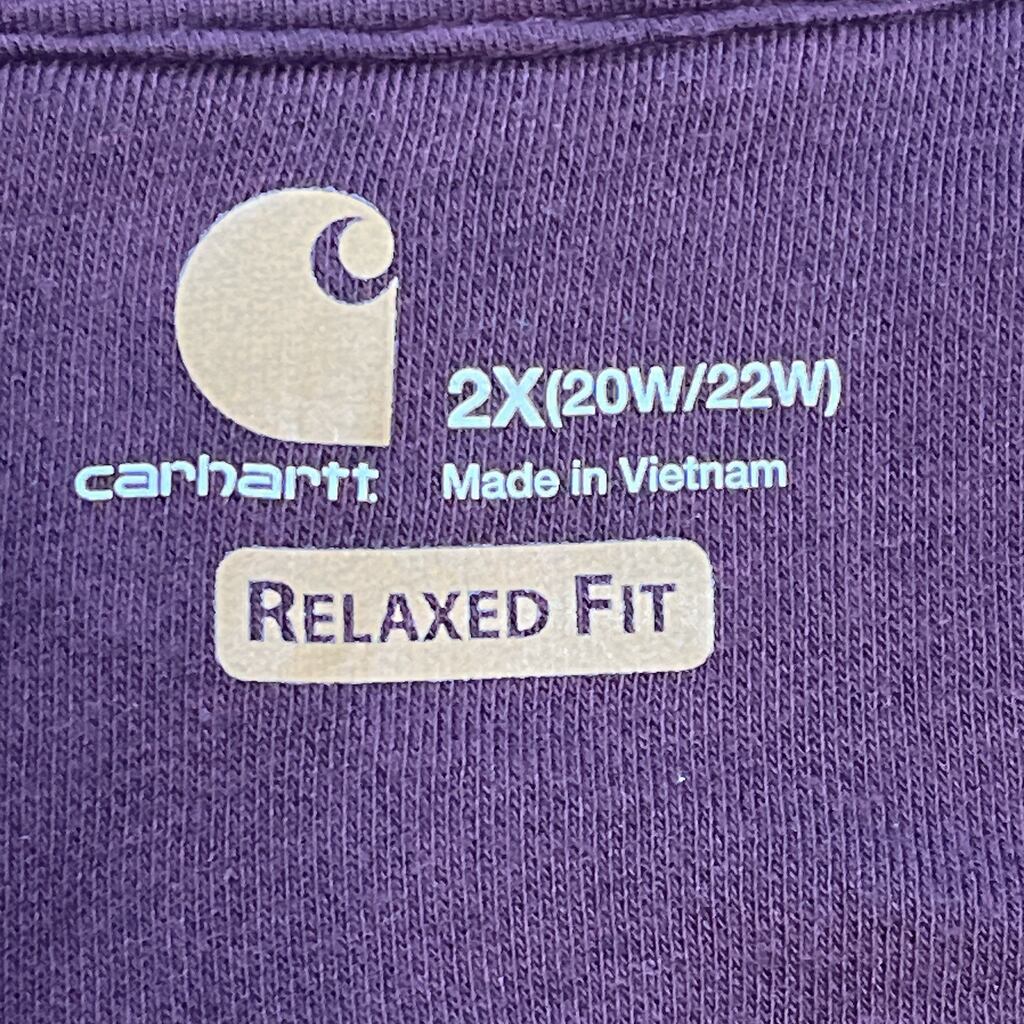 2X(20W/22W)
carhartt.
Made in Vietnam
RELAXED FIT